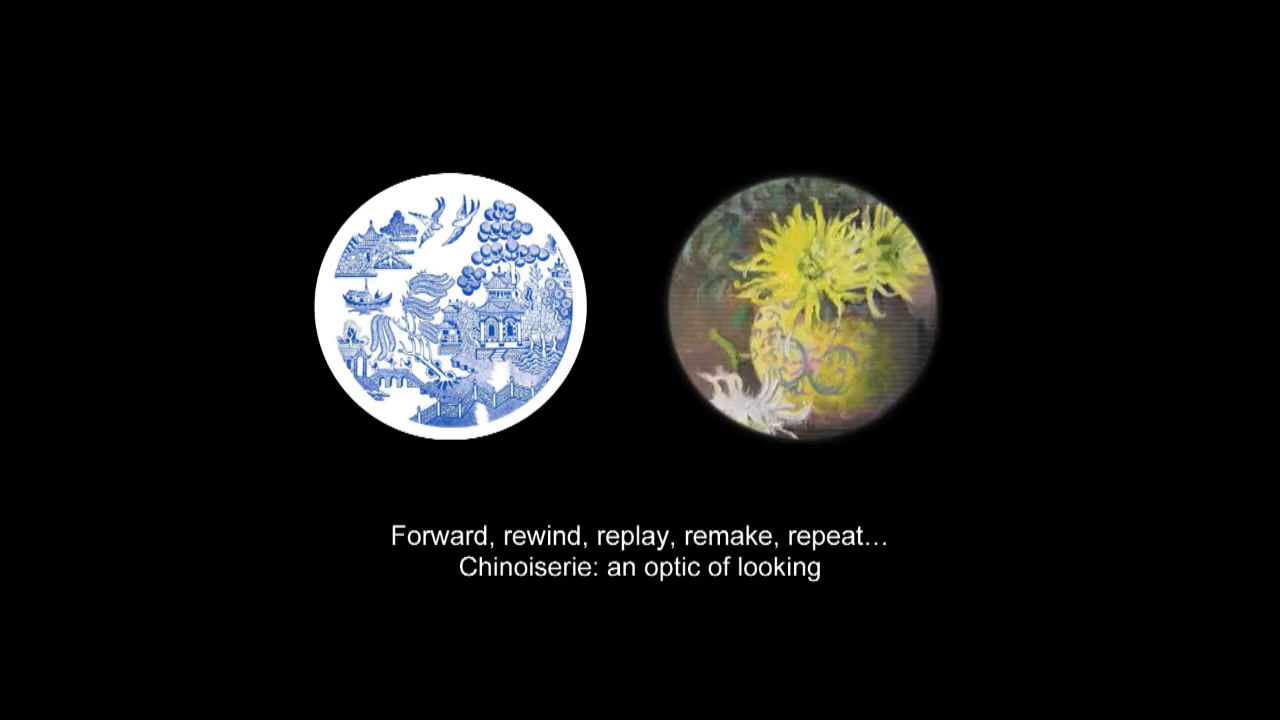 Forward, rewind, replay, remake, repeat…
Chinoiserie: an optic of looking